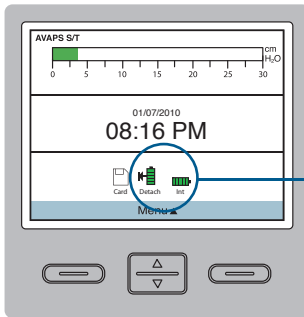 AVAPS S/T
cm
H₂O
0 5 10 15 20 25 30
01/07/2010
08:16 PM
Card Detach Int
Menu